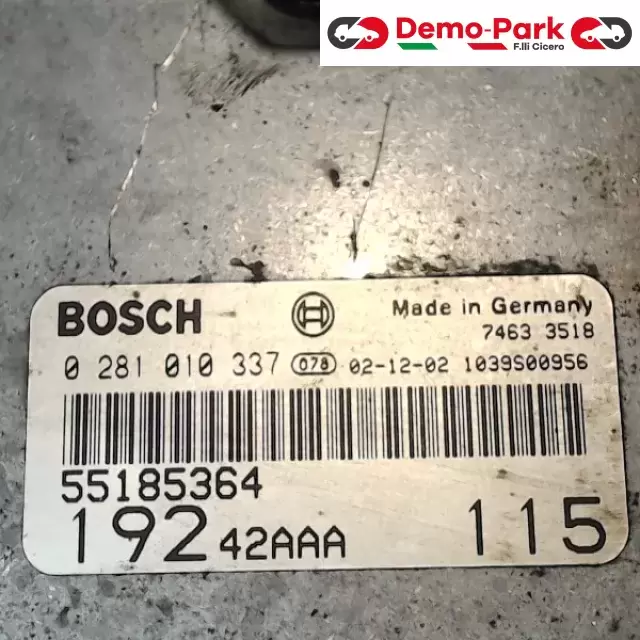 Demo-Park
F.lli Cicero
BOSCH Made in Germany
7463 3518
0 281 010 337 078 02-12-02 1039S00956
55185364
192 42AAA 115